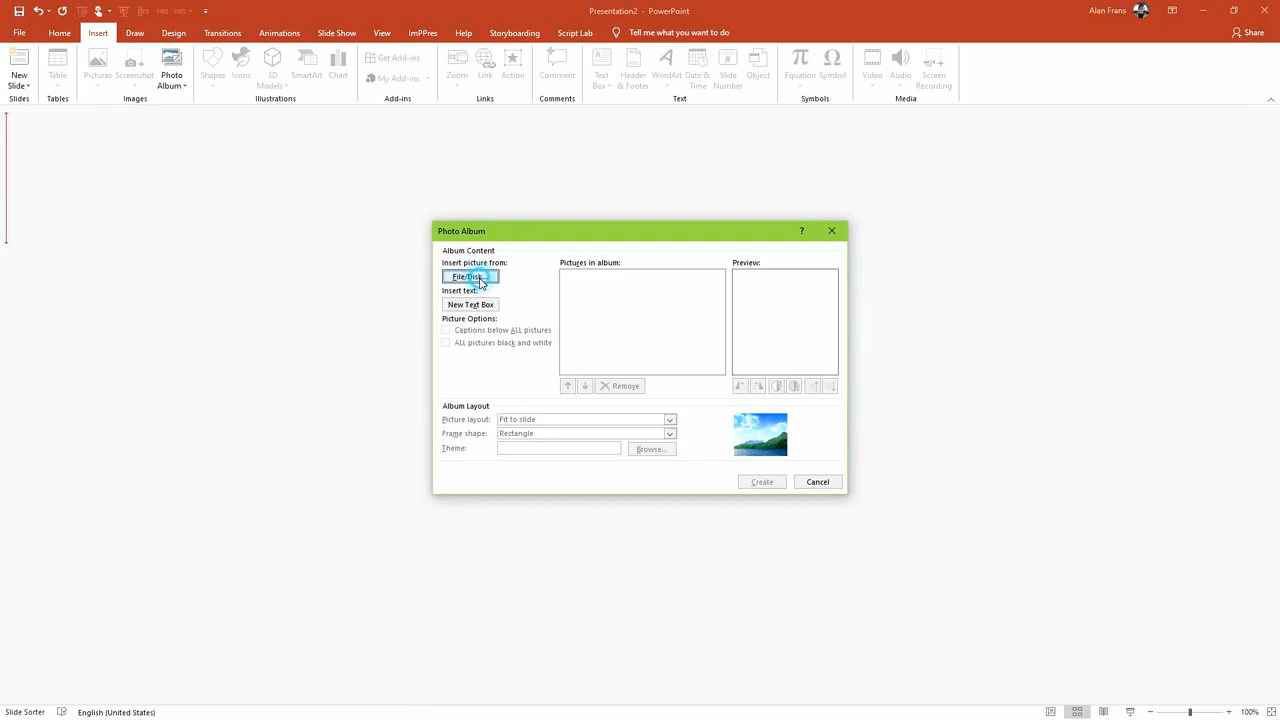 Presentation2 - PowerPoint
Alan Frans
File Home Insert Draw Design Transitions Animations Slide Show View ImPPres Help Storyboarding Script Lab Tell me what you want to do Share
New Slide
Table
Pictures
Screenshot
Photo Album
Shapes
Icons
3D Models
SmartArt
Chart
Get Add-ins
My Add-ins
Zoom
Link
Action
Comment
Text Box
Header & Footer
WordArt
Date & Time
Slide Number
Object
Equation
Symbol
Video
Audio
Screen Recording
Slides Tables Images Illustrations Add-ins Links Comments Text Symbols Media
Photo Album
Album Content
Insert picture from:
File/Disk...
Insert text:
New Text Box
Picture Options:
Captions below ALL pictures
ALL pictures black and white
Pictures in album:
Preview:
Remove
Album Layout
Picture layout: Fit to slide
Frame shape: Rectangle
Theme: Browse...
Create Cancel
Slide Sorter English (United States) 100%